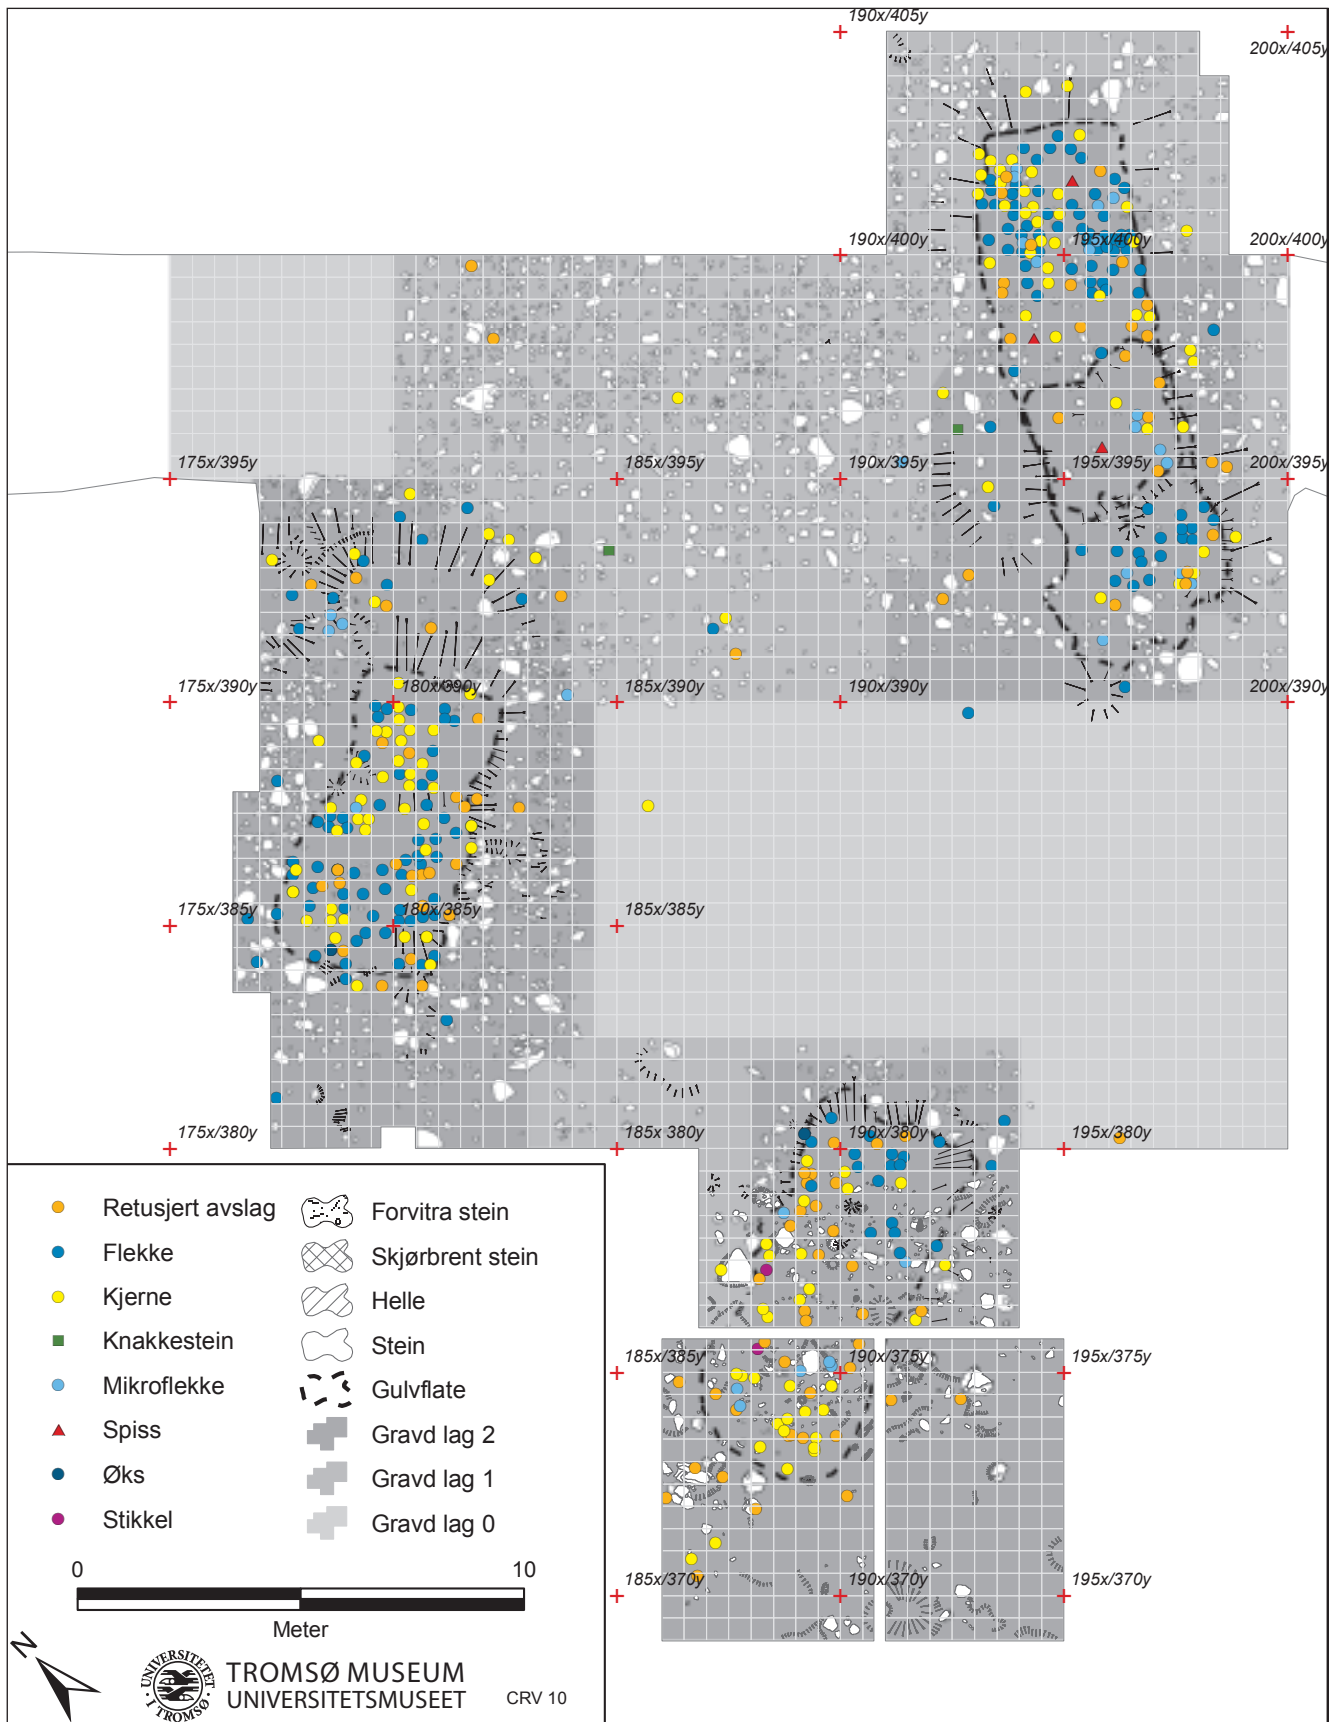 190x/405y
200x/405y
190x/400y
195x/400y
200x/400y
175x/395y
185x/395y
190x/395y
195x/395y
200x/395y
175x/390y
180x/390y
185x/390y
190x/390y
200x/390y
175x/385y
180x/385y
185x/385y
175x/380y
185x 380y
190x/380y
195x/380y
185x/385y
190x/375y
195x/375y
185x/370y
190x/370y
195x/370y
Retusjert avslag
Flekke
Kjerne
Knakkestein
Mikroflekke
Spiss
Øks
Stikkel
Forvitra stein
Skjørbrent stein
Helle
Stein
Gulvflate
Gravd lag 2
Gravd lag 1
Gravd lag 0
0 10
Meter
N
UNIVERSITETET I TROMSØ
TROMSØ MUSEUM
UNIVERSITETSMUSEET
CRV 10